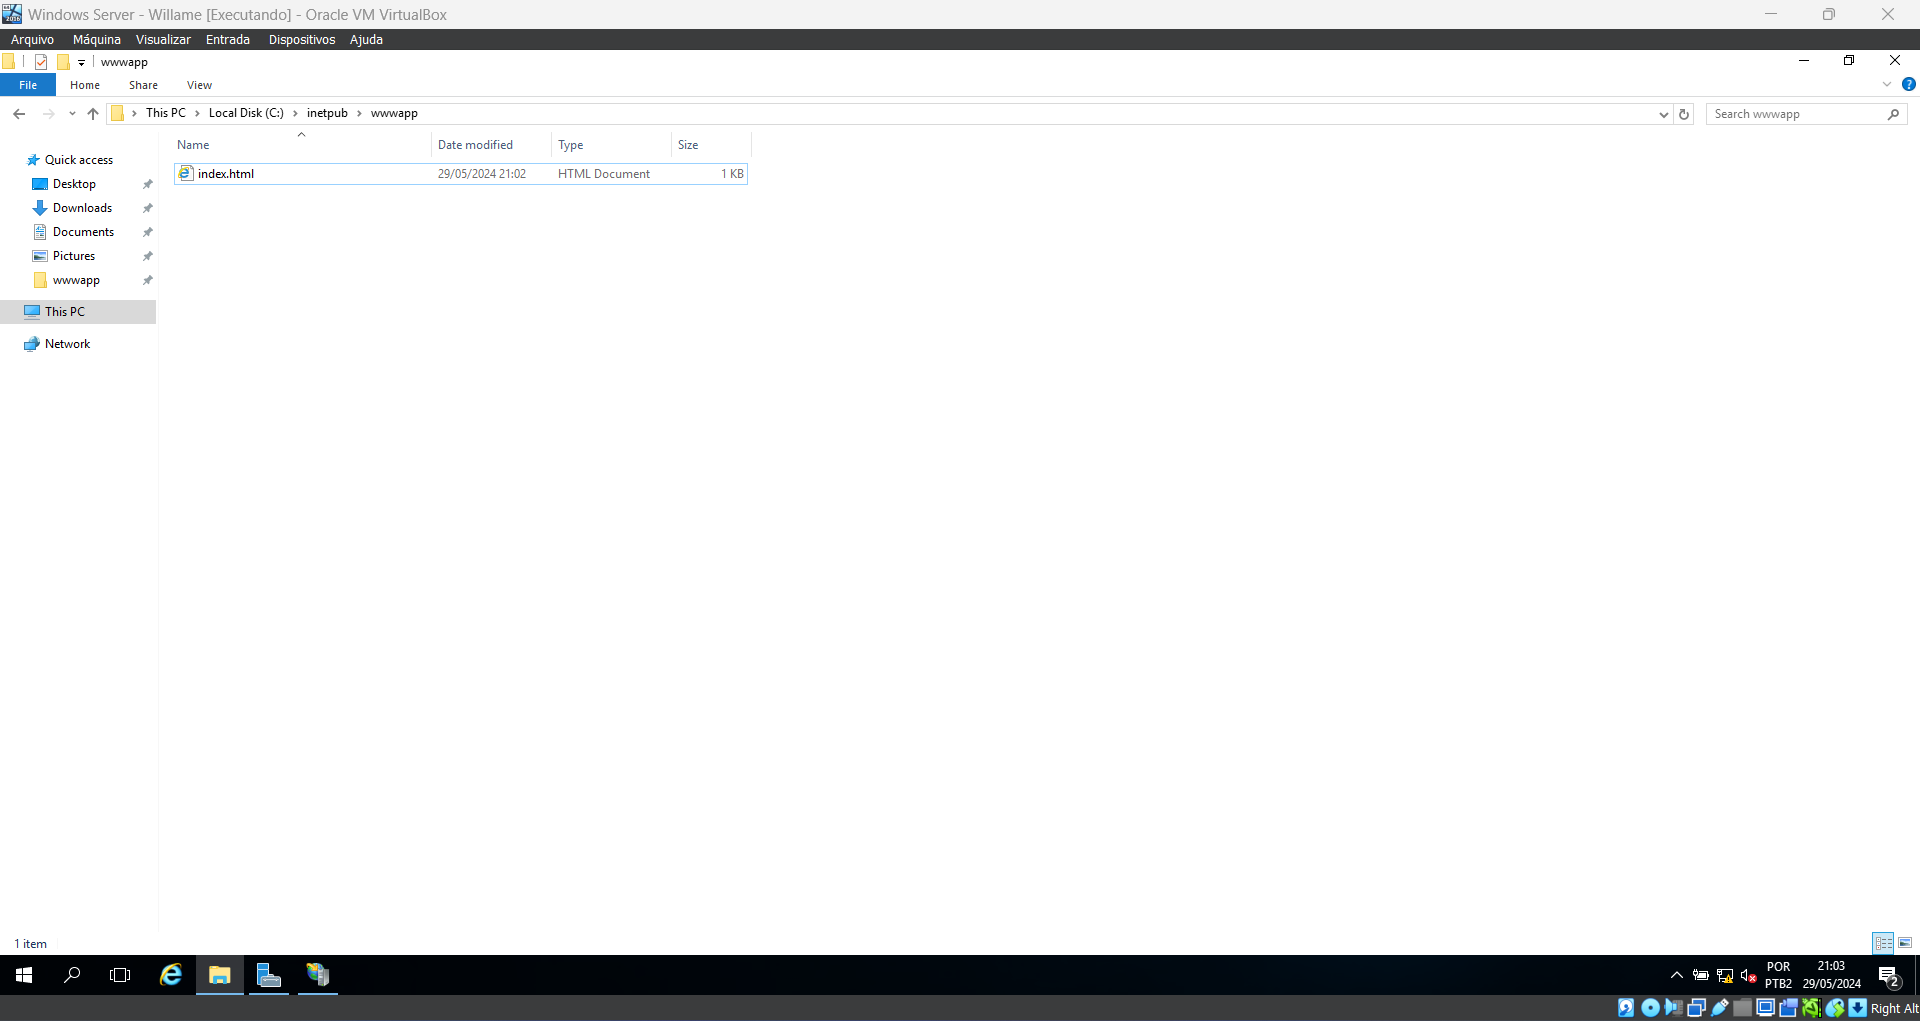 Windows Server - Willame [Executando] - Oracle VM VirtualBox
Arquivo Máquina Visualizar Entrada Dispositivos Ajuda
wwwapp
File Home Share View
This PC Local Disk (C:) inetpub wwwapp
Search wwwapp
Name Date modified Type Size
index.html 29/05/2024 21:02 HTML Document 1 KB
Quick access
Desktop
Downloads
Documents
Pictures
wwwapp
This PC
Network
1 item
POR 21:03
PTB2 29/05/2024
2
Right Alt